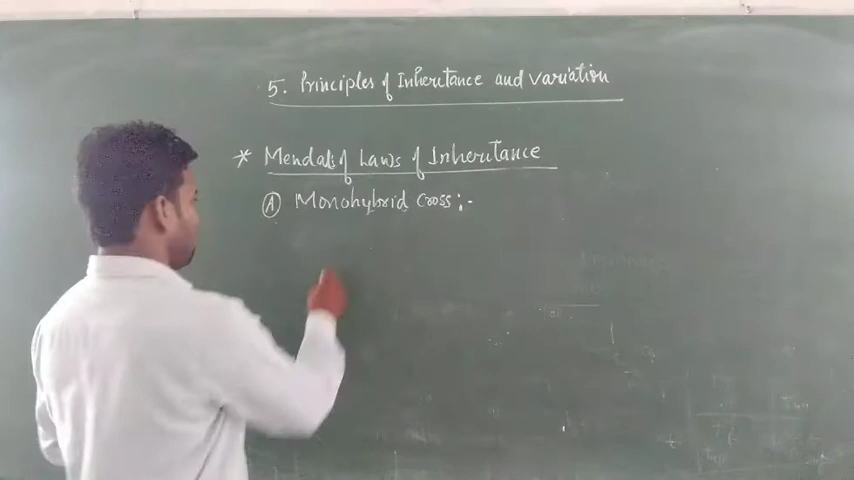 5. Principles of Inheritance and variation
* Mendals of Laws of Inheritance
Ⓐ Monohybrid Cross :-